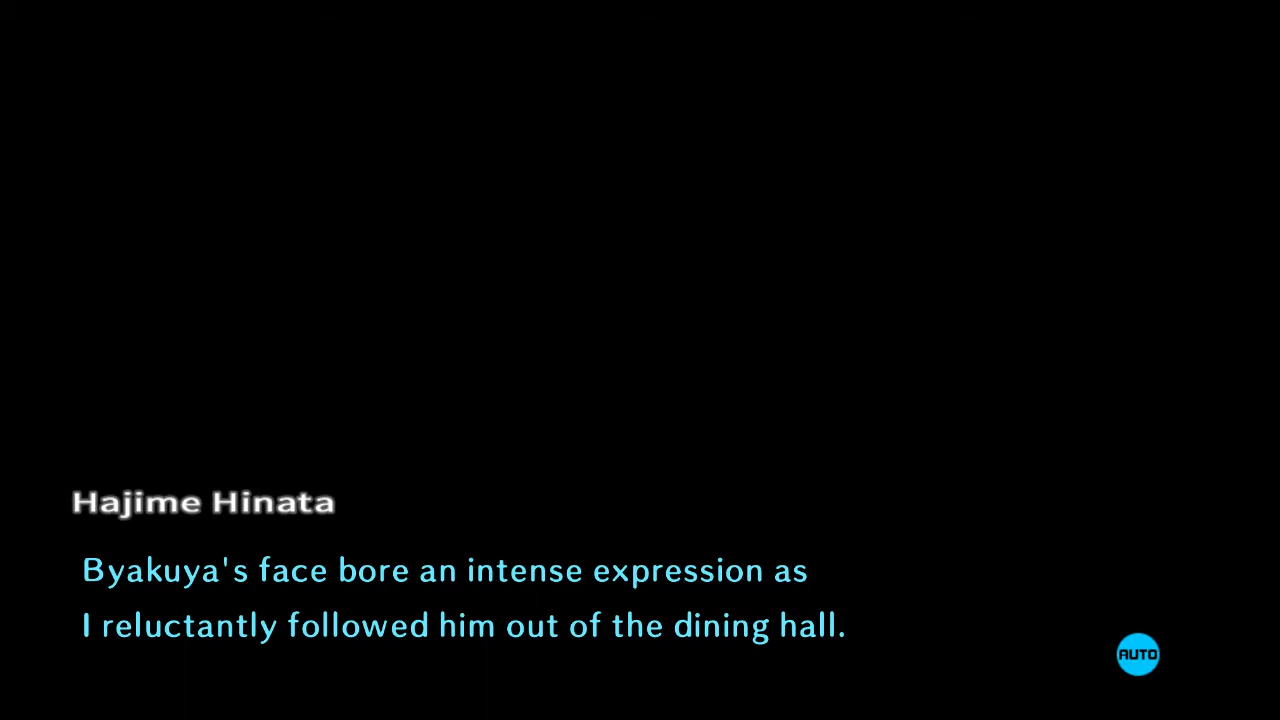 Hajime Hinata
Byakuya's face bore an intense expression as
I reluctantly followed him out of the dining hall.
AUTO